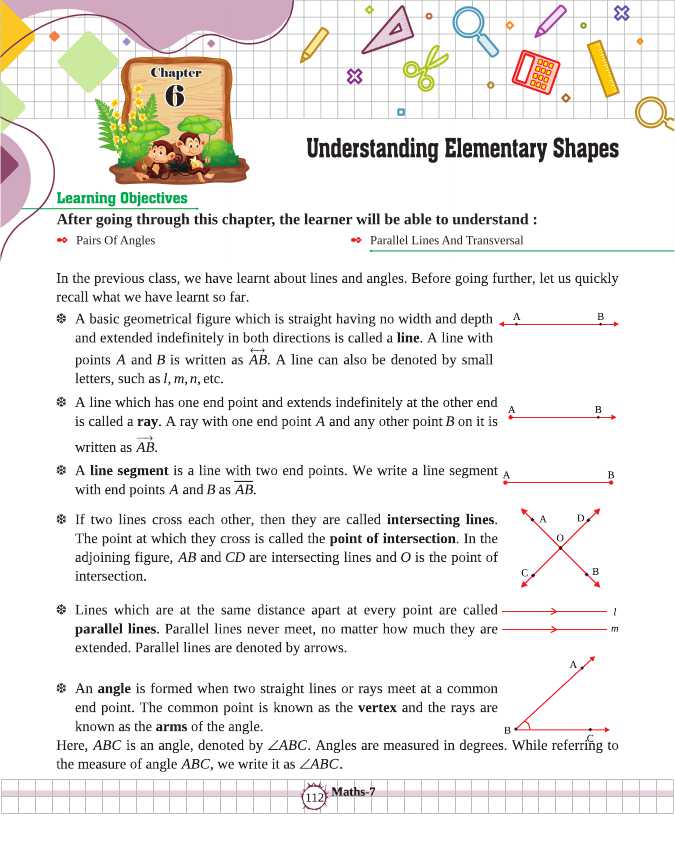 Chapter
6
Understanding Elementary Shapes
Learning Objectives
After going through this chapter, the learner will be able to understand :
Pairs Of Angles
Parallel Lines And Transversal
In the previous class, we have learnt about lines and angles. Before going further, let us quickly
recall what we have learnt so far.
❆ A basic geometrical figure which is straight having no width and depth
and extended indefinitely in both directions is called a line. A line with
points A and B is written as \overleftrightarrow{AB}. A line can also be denoted by small
letters, such as l, m, n, etc.
A B
❆ A line which has one end point and extends indefinitely at the other end
is called a ray. A ray with one end point A and any other point B on it is
written as \overrightarrow{AB}.
A B
❆ A line segment is a line with two end points. We write a line segment
with end points A and B as \overline{AB}.
A B
❆ If two lines cross each other, then they are called intersecting lines.
The point at which they cross is called the point of intersection. In the
adjoining figure, AB and CD are intersecting lines and O is the point of
intersection.
A D
O
C B
❆ Lines which are at the same distance apart at every point are called
parallel lines. Parallel lines never meet, no matter how much they are
extended. Parallel lines are denoted by arrows.
l
m
❆ An angle is formed when two straight lines or rays meet at a common
end point. The common point is known as the vertex and the rays are
known as the arms of the angle.
A
B
C
Here, ABC is an angle, denoted by ∠ABC. Angles are measured in degrees. While referring to
the measure of angle ABC, we write it as ∠ABC.
112 Maths-7